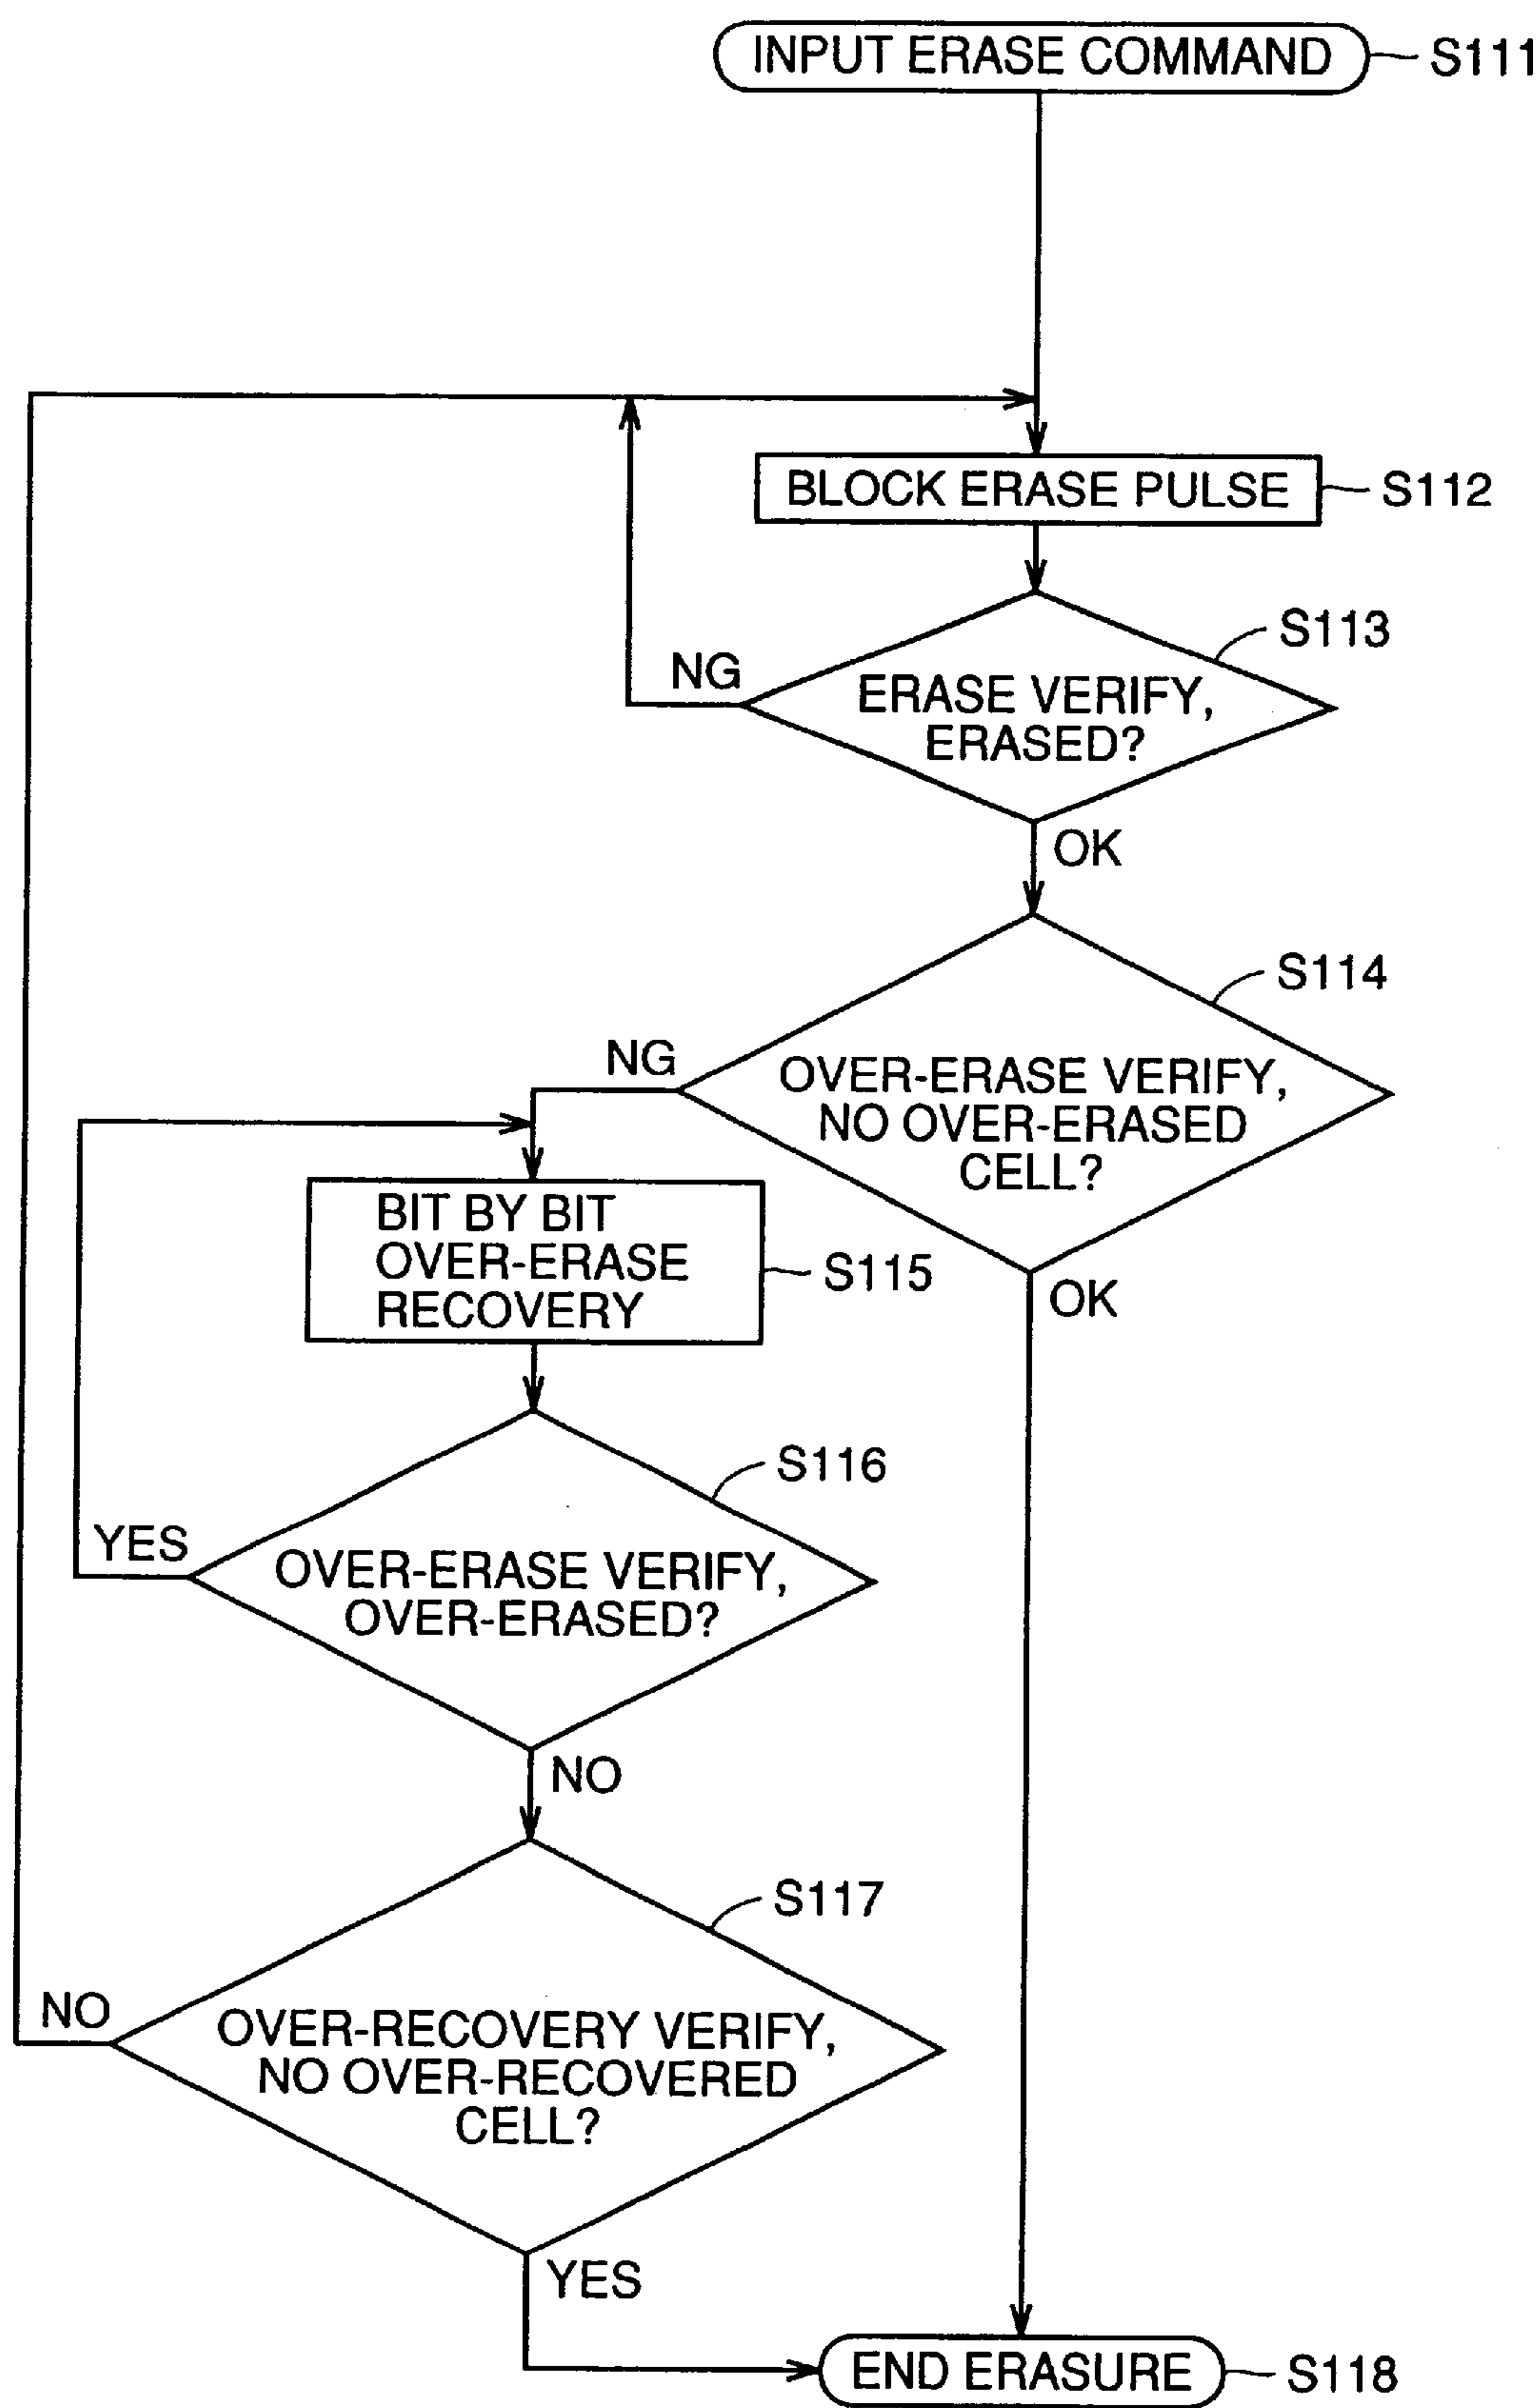 INPUT ERASE COMMAND
S111
BLOCK ERASE PULSE
S112
S113
NG
ERASE VERIFY,
ERASED?
OK
S114
NG
OVER-ERASE VERIFY,
NO OVER-ERASED
CELL?
OK
BIT BY BIT
OVER-ERASE
RECOVERY
S115
S116
YES
OVER-ERASE VERIFY,
OVER-ERASED?
NO
S117
NO
OVER-RECOVERY VERIFY,
NO OVER-RECOVERED
CELL?
YES
END ERASURE
S118